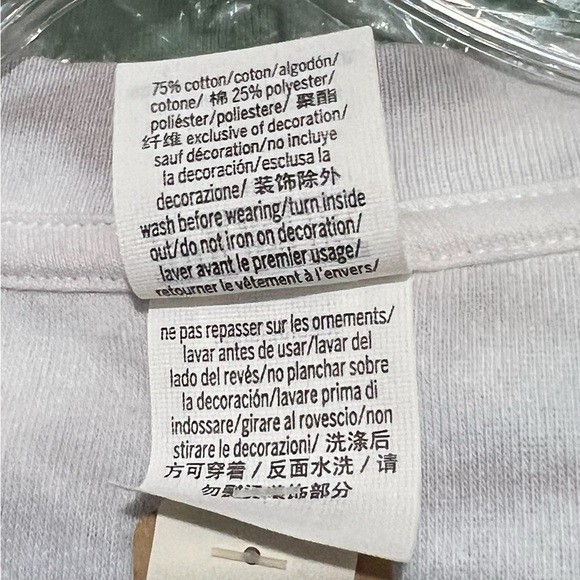 75% cotton/coton/algodón/
cotone/ 棉 25% polyester/
poliéster/poliestere/ 聚酯
纤维 exclusive of decoration/
sauf décoration/no incluye
la decoración/esclusa la
decorazione/ 装饰除外
wash before wearing/turn inside
out/do not iron on decoration/
laver avant le premier usage/
retourner le vêtement à l'envers/
ne pas repasser sur les ornements/
lavar antes de usar/lavar del
lado del revés/no planchar sobre
la decoración/lavare prima di
indossare/girare al rovescio/non
stirare le decorazioni/ 洗涤后
方可穿着 / 反面水洗 / 请
勿熨烫装饰部分